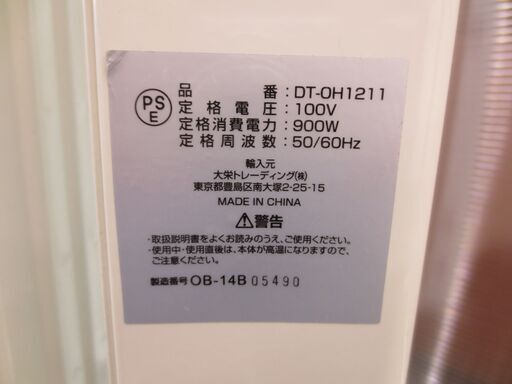 PS
E
品 番：DT-OH1211
定格電圧：100V
定格消費電力：900W
定格周波数：50/60Hz
輸入元
大栄トレーディング㈱
東京都豊島区南大塚2-25-15
MADE IN CHINA
⚠警告
・取扱説明書をよくお読みのうえ、ご使用ください。
・使用中・使用直後は、本体が高温になりますので、
ご注意ください。
製造番号 OB-14B 05490